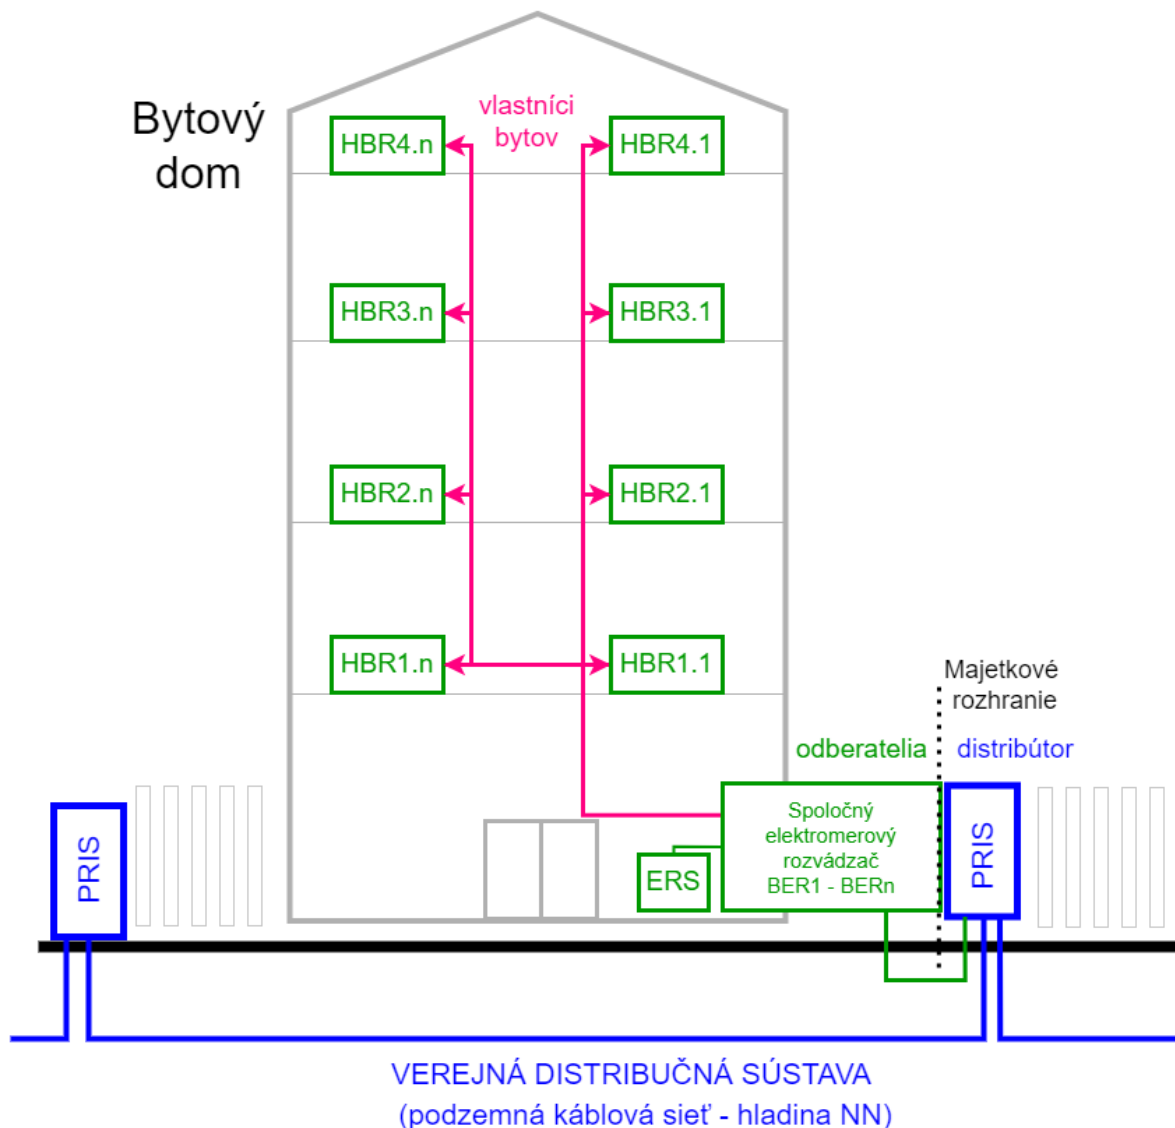 Bytový
dom
vlastníci
bytov
HBR4.n
HBR4.1
HBR3.n
HBR3.1
HBR2.n
HBR2.1
HBR1.n
HBR1.1
Majetkové
rozhranie
odberatelia
distribútor
PRIS
ERS
Spoločný
elektromerový
rozvádzač
BER1 - BERn
PRIS
VEREJNÁ DISTRIBUČNÁ SÚSTAVA
(podzemná káblová sieť - hladina NN)